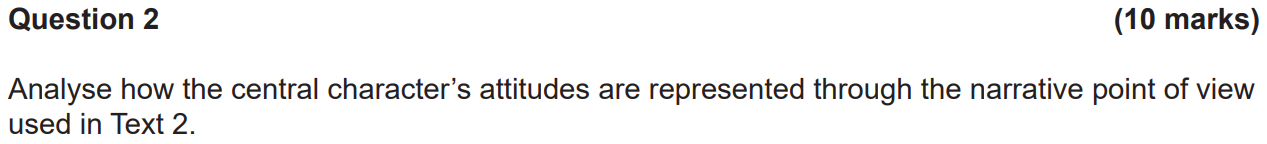 Question 2 (10 marks)
Analyse how the central character’s attitudes are represented through the narrative point of view
used in Text 2.